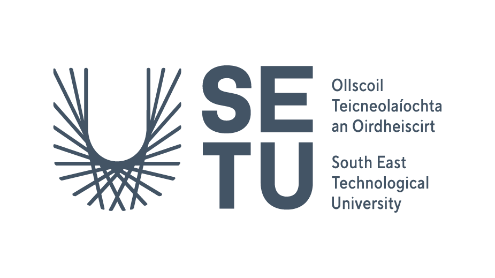 SE
TU
Ollscoil
Teicneolaíochta
an Oirdheiscirt
South East
Technological
University